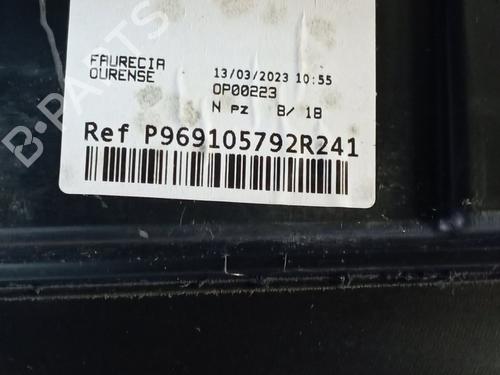 B-PARTS
FAURECIA
OURENSE
13/03/2023 10:55
OP00223
N pz 8/ 18
Ref P969105792R241